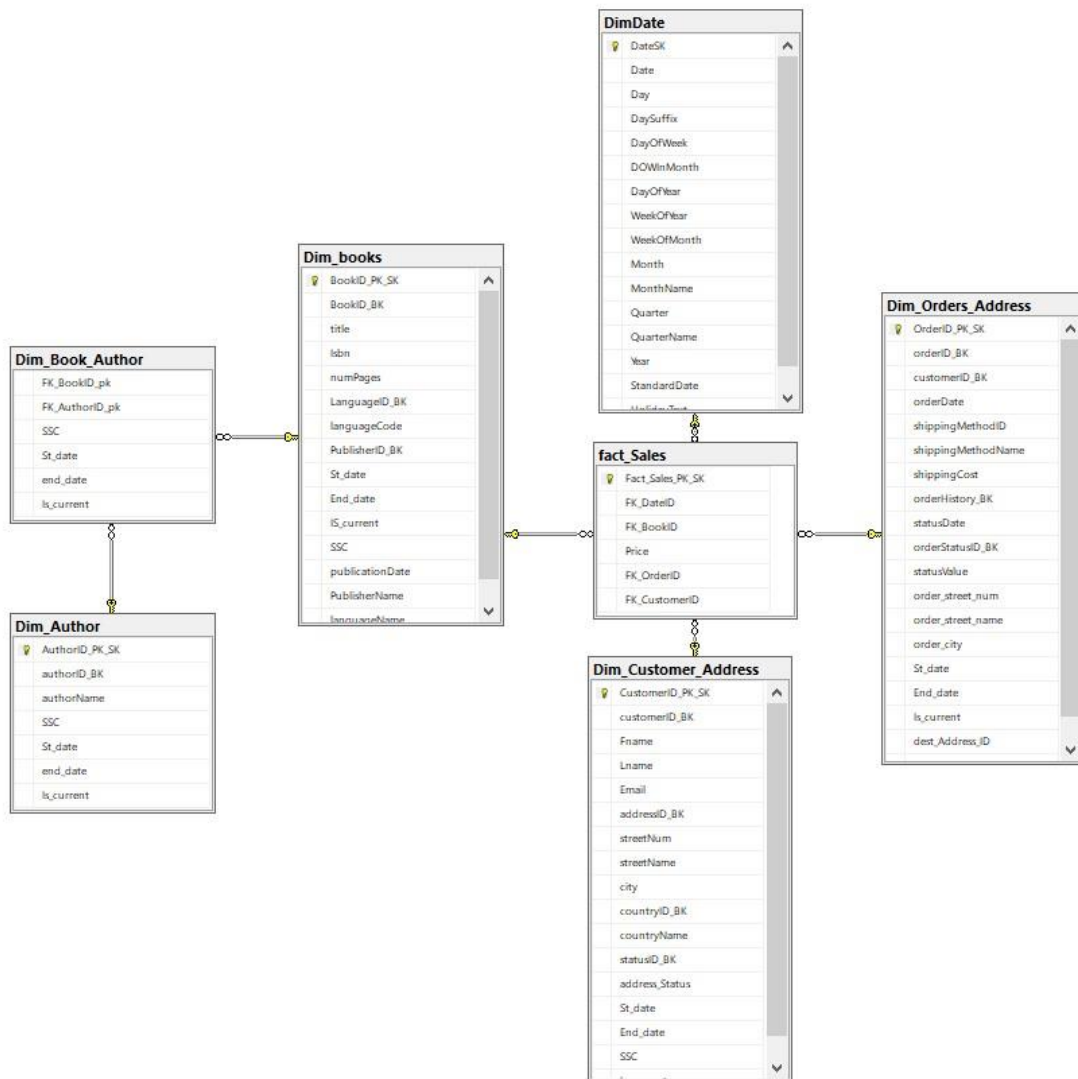 DimDate
DateSK
Date
Day
DaySuffix
DayOfWeek
DOWInMonth
DayOfYear
WeekOfYear
WeekOfMonth
Month
MonthName
Quarter
QuarterName
Year
StandardDate
Dim_books
BookID_PK_SK
BookID_BK
title
Isbn
numPages
LanguageID_BK
languageCode
PublisherID_BK
St_date
End_date
IS_current
SSC
publicationDate
PublisherName
languageName
Dim_Orders_Address
OrderID_PK_SK
orderID_BK
customerID_BK
orderDate
shippingMethodID
shippingMethodName
shippingCost
orderHistory_BK
statusDate
orderStatusID_BK
statusValue
order_street_num
order_street_name
order_city
St_date
End_date
Is_current
dest_Address_ID
Dim_Book_Author
FK_BookID_pk
FK_AuthorID_pk
SSC
St_date
end_date
Is_current
fact_Sales
Fact_Sales_PK_SK
FK_DateID
FK_BookID
Price
FK_OrderID
FK_CustomerID
Dim_Author
AuthorID_PK_SK
authorID_BK
authorName
SSC
St_date
end_date
Is_current
Dim_Customer_Address
CustomerID_PK_SK
customerID_BK
Fname
Lname
Email
addressID_BK
streetNum
streetName
city
countryID_BK
countryName
statusID_BK
address_Status
St_date
End_date
SSC